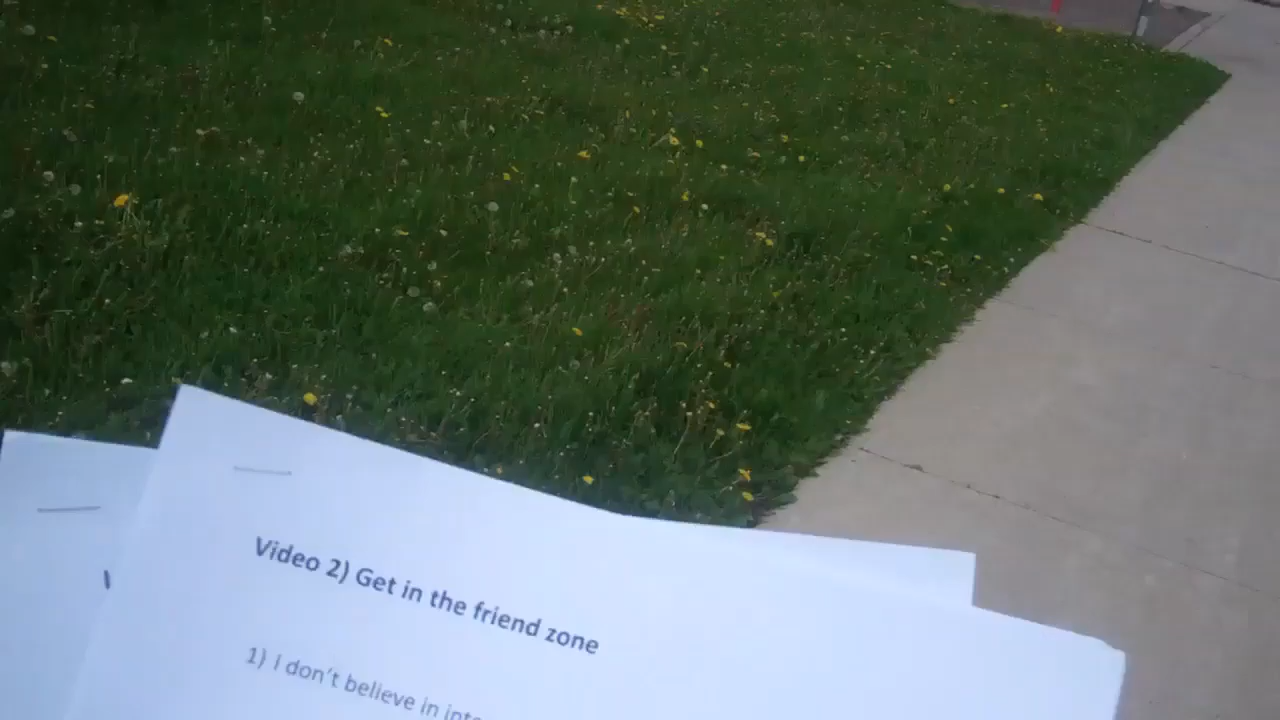 Video 2) Get in the friend zone
1) I don't believe in